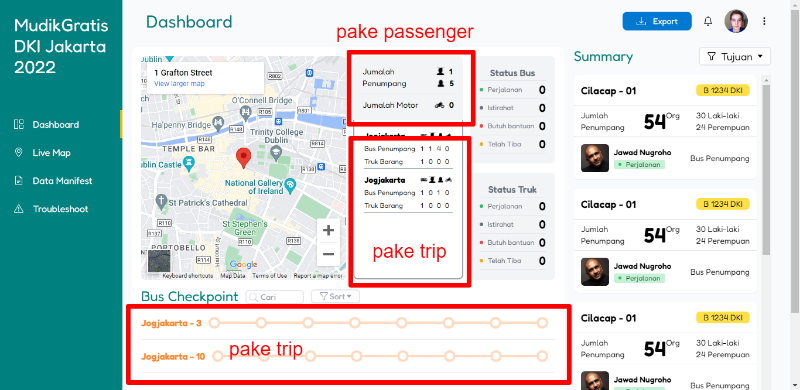 MudikGratis
DKI Jakarta
2022
Dashboard
Live Map
Data Manifest
Troubleshoot
Dashboard
Export
pake passenger
1 Grafton Street
View larger map
O'Connell Bridge
Ha'penny Bridge
TEMPLE BAR
Trinity College
Dublin
Dublin Castle
National Gallery
of Ireland
St Patrick's Cathedral
St Stephen's
Green
PORTOBELLO
Google
Keyboard shortcuts Map Data Terms of Use Report a map error
Jumalah
Penumpang
1
5
Jumalah Motor 0
Jogjakarta
Bus Penumpang 1 1 4 0
Truk Barang 1 0 0 0
Jogjakarta
Bus Penumpang 1 0 1 0
Truk Barang 1 0 0 0
pake trip
Status Bus
Perjalanan 0
Istirehat 0
Butuh bantuan 0
Telah Tiba 0
Status Truk
Perjalanan 0
Istirehat 0
Butuh bantuan 0
Telah Tiba 0
Bus Checkpoint
Cari
Sort
Jogjakarta - 3
Jogjakarta - 10
pake trip
Summary
Tujuan
Cilacap - 01
B 1234 DKI
Jumlah
Penumpang
54 Org
30 Laki-laki
24 Perempuan
Jawad Nugroho
Perjalanan
Bus Penumpang
Cilacap - 01
B 1234 DKI
Jumlah
Penumpang
54 Org
30 Laki-laki
24 Perempuan
Jawad Nugroho
Perjalanan
Bus Penumpang
Cilacap - 01
B 1234 DKI
Jumlah
Penumpang
54 Org
30 Laki-laki
24 Perempuan
Jawad Nugroho
Bus Penumpang